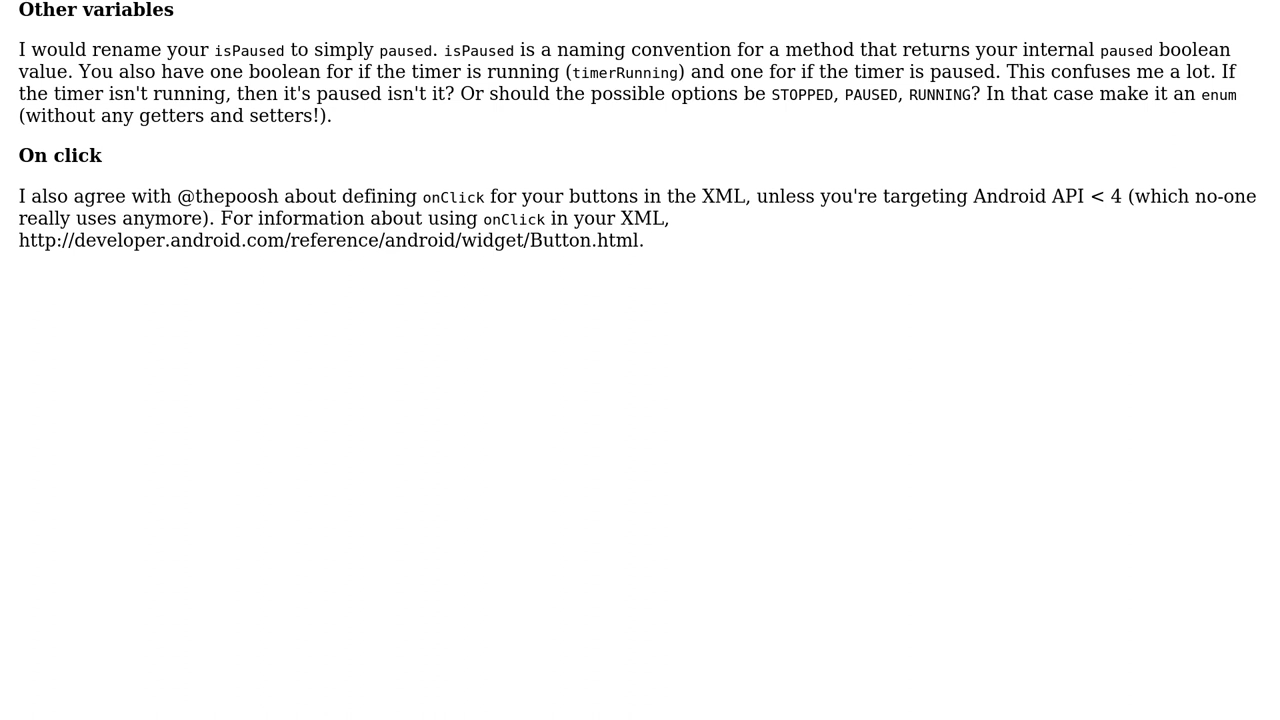 Other variables
I would rename your isPaused to simply paused. isPaused is a naming convention for a method that returns your internal paused boolean
value. You also have one boolean for if the timer is running (timerRunning) and one for if the timer is paused. This confuses me a lot. If
the timer isn't running, then it's paused isn't it? Or should the possible options be STOPPED, PAUSED, RUNNING? In that case make it an enum
(without any getters and setters!).
On click
I also agree with @thepoosh about defining onClick for your buttons in the XML, unless you're targeting Android API < 4 (which no-one
really uses anymore). For information about using onClick in your XML,
http://developer.android.com/reference/android/widget/Button.html.